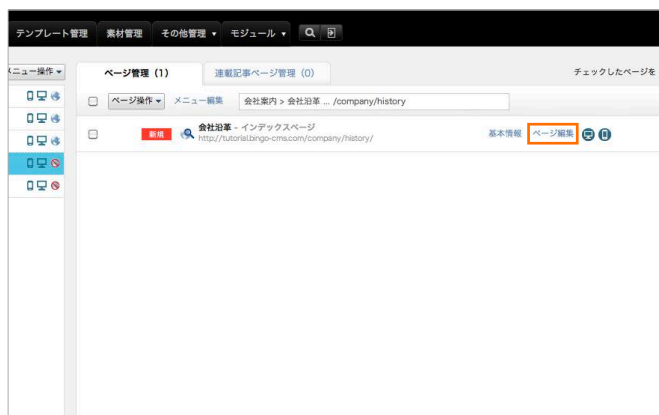 テンプレート管理 素材管理 その他管理 ▾ モジュール ▾
メニュー操作 ▾ ページ管理 (1) 連載記事ページ管理 (0) チェックしたページを
ページ操作 ▾ メニュー編集 会社案内 > 会社沿革 ... /company/history
新規 会社沿革 - インデックスページ 基本情報 ページ編集
http://tutorial.bingo-cms.com/company/history/